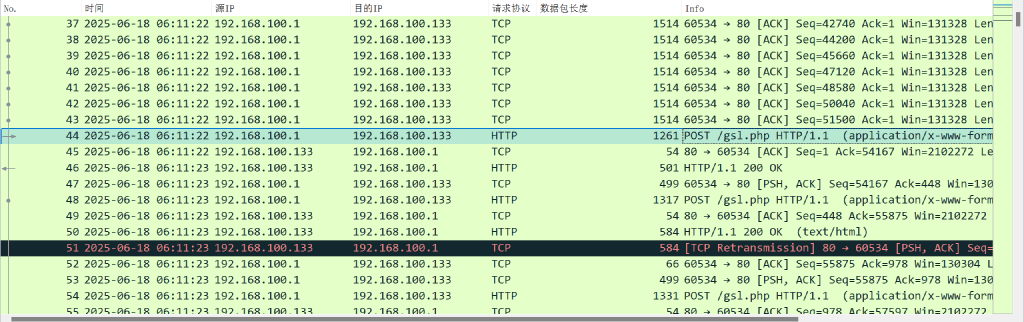 No. 时间 源IP 目的IP 请求协议 数据包长度 Info
37 2025-06-18 06:11:22 192.168.100.1 192.168.100.133 TCP 1514 60534 → 80 [ACK] Seq=42740 Ack=1 Win=131328 Len
38 2025-06-18 06:11:22 192.168.100.1 192.168.100.133 TCP 1514 60534 → 80 [ACK] Seq=44200 Ack=1 Win=131328 Len
39 2025-06-18 06:11:22 192.168.100.1 192.168.100.133 TCP 1514 60534 → 80 [ACK] Seq=45660 Ack=1 Win=131328 Len
40 2025-06-18 06:11:22 192.168.100.1 192.168.100.133 TCP 1514 60534 → 80 [ACK] Seq=47120 Ack=1 Win=131328 Len
41 2025-06-18 06:11:22 192.168.100.1 192.168.100.133 TCP 1514 60534 → 80 [ACK] Seq=48580 Ack=1 Win=131328 Len
42 2025-06-18 06:11:22 192.168.100.1 192.168.100.133 TCP 1514 60534 → 80 [ACK] Seq=50040 Ack=1 Win=131328 Len
43 2025-06-18 06:11:22 192.168.100.1 192.168.100.133 TCP 1514 60534 → 80 [ACK] Seq=51500 Ack=1 Win=131328 Len
44 2025-06-18 06:11:22 192.168.100.1 192.168.100.133 HTTP 1261 POST /gsl.php HTTP/1.1 (application/x-www-form
45 2025-06-18 06:11:22 192.168.100.133 192.168.100.1 TCP 54 80 → 60534 [ACK] Seq=1 Ack=54167 Win=2102272 Le
46 2025-06-18 06:11:23 192.168.100.133 192.168.100.1 HTTP 501 HTTP/1.1 200 OK
47 2025-06-18 06:11:23 192.168.100.1 192.168.100.133 TCP 499 60534 → 80 [PSH, ACK] Seq=54167 Ack=448 Win=130
48 2025-06-18 06:11:23 192.168.100.1 192.168.100.133 HTTP 1317 POST /gsl.php HTTP/1.1 (application/x-www-form
49 2025-06-18 06:11:23 192.168.100.133 192.168.100.1 TCP 54 80 → 60534 [ACK] Seq=448 Ack=55875 Win=2102272
50 2025-06-18 06:11:23 192.168.100.133 192.168.100.1 HTTP 584 HTTP/1.1 200 OK (text/html)
51 2025-06-18 06:11:23 192.168.100.133 192.168.100.1 TCP 584 [TCP Retransmission] 80 → 60534 [PSH, ACK] Seq=
52 2025-06-18 06:11:23 192.168.100.1 192.168.100.133 TCP 66 60534 → 80 [ACK] Seq=55875 Ack=978 Win=130304 L
53 2025-06-18 06:11:23 192.168.100.1 192.168.100.133 TCP 499 60534 → 80 [PSH, ACK] Seq=55875 Ack=978 Win=130
54 2025-06-18 06:11:23 192.168.100.1 192.168.100.133 HTTP 1331 POST /gsl.php HTTP/1.1 (application/x-www-form
55 2025-06-18 06:11:23 192.168.100.133 192.168.100.1 TCP 54 80 → 60534 [ACK] Seq=978 Ack=57597 Win=2102272